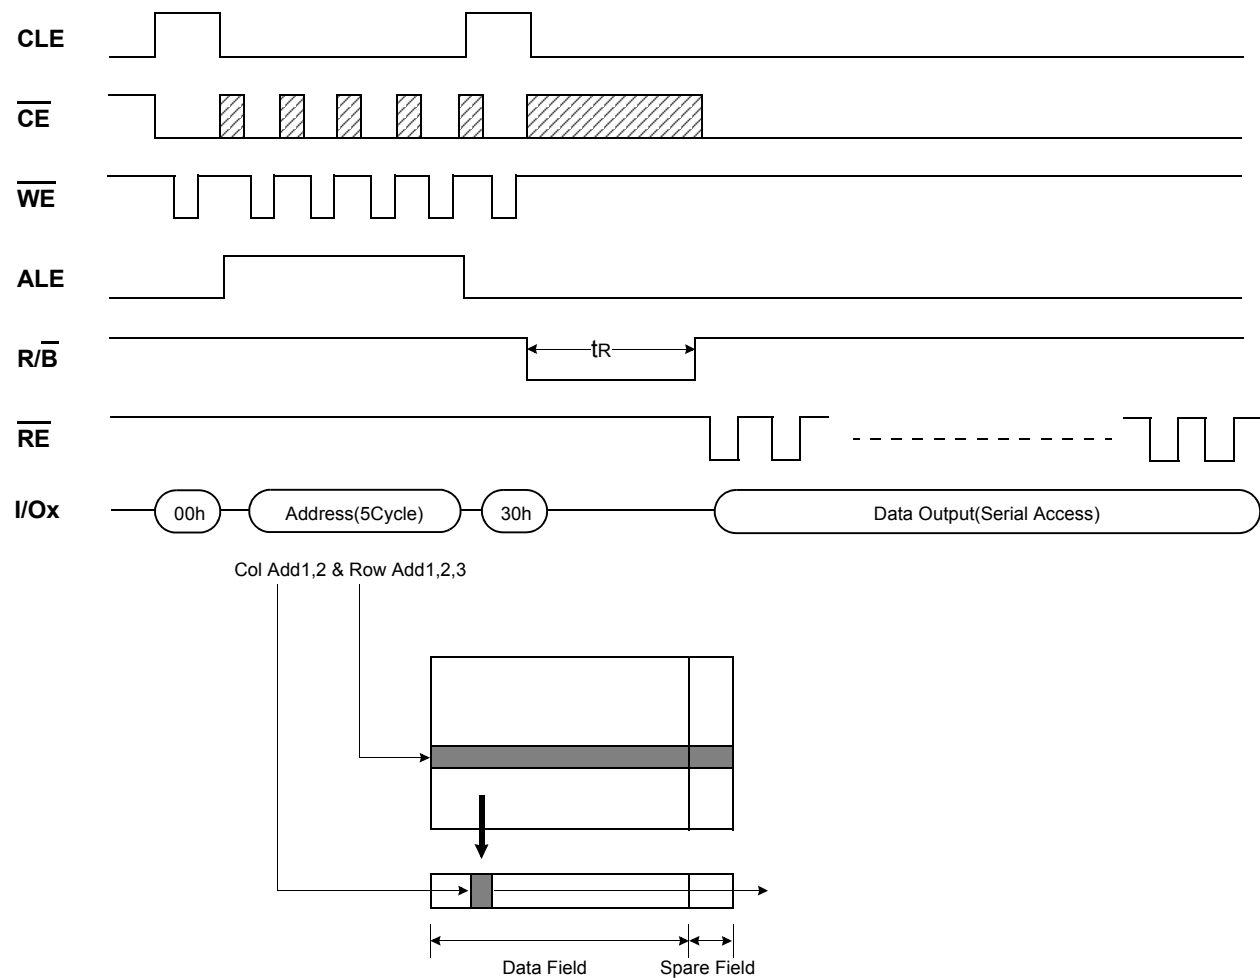 CLE
CE
WE
ALE
R/B
tR
RE
I/Ox
00h
Address(5Cycle)
30h
Data Output(Serial Access)
Col Add1,2 & Row Add1,2,3
Data Field
Spare Field